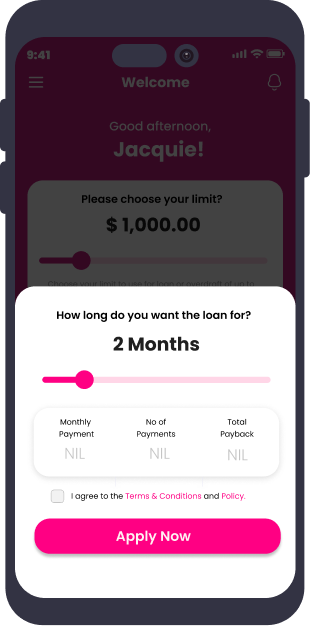 9:41
Welcome
Good afternoon,
Jacquie!
Please choose your limit?
$ 1,000.00
Choose your limit to use for loan or overdraft of up to
How long do you want the loan for?
2 Months
Monthly Payment
No of Payments
Total Payback
NIL
NIL
NIL
I agree to the Terms & Conditions and Policy.
Apply Now